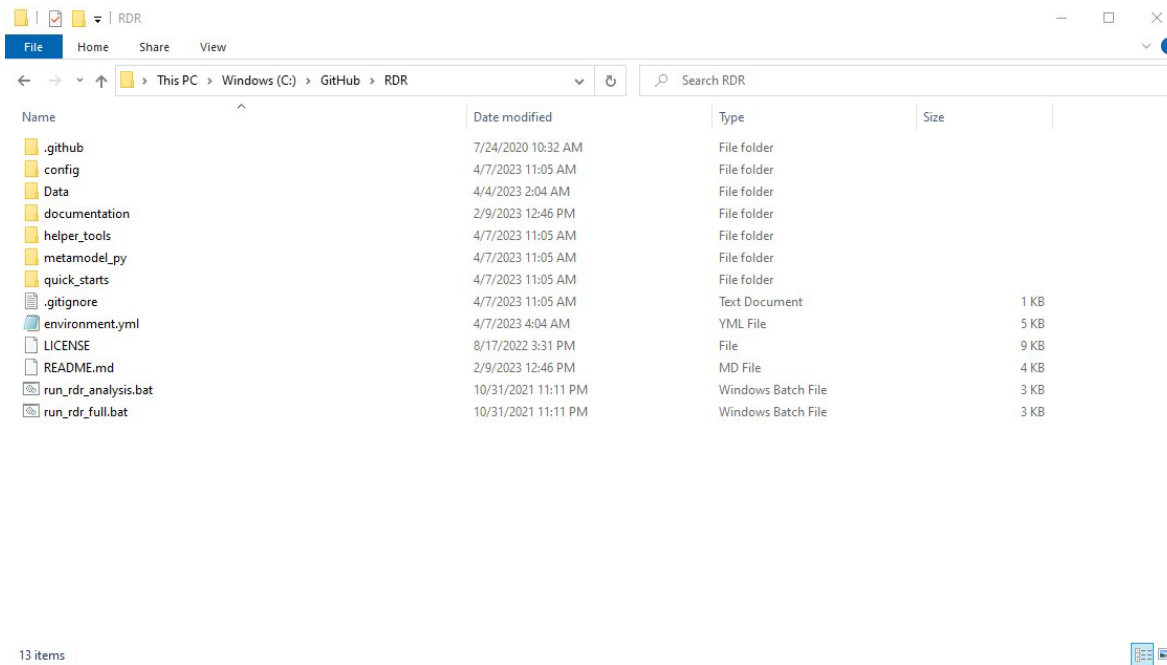 RDR
File Home Share View
This PC > Windows (C:) > GitHub > RDR Search RDR
Name Date modified Type Size
.github 7/24/2020 10:32 AM File folder
config 4/7/2023 11:05 AM File folder
Data 4/4/2023 2:04 AM File folder
documentation 2/9/2023 12:46 PM File folder
helper_tools 4/7/2023 11:05 AM File folder
metamodel_py 4/7/2023 11:05 AM File folder
quick_starts 4/7/2023 11:05 AM File folder
.gitignore 4/7/2023 11:05 AM Text Document 1 KB
environment.yml 4/7/2023 4:04 AM YML File 5 KB
LICENSE 8/17/2022 3:31 PM File 9 KB
README.md 2/9/2023 12:46 PM MD File 4 KB
run_rdr_analysis.bat 10/31/2021 11:11 PM Windows Batch File 3 KB
run_rdr_full.bat 10/31/2021 11:11 PM Windows Batch File 3 KB
13 items